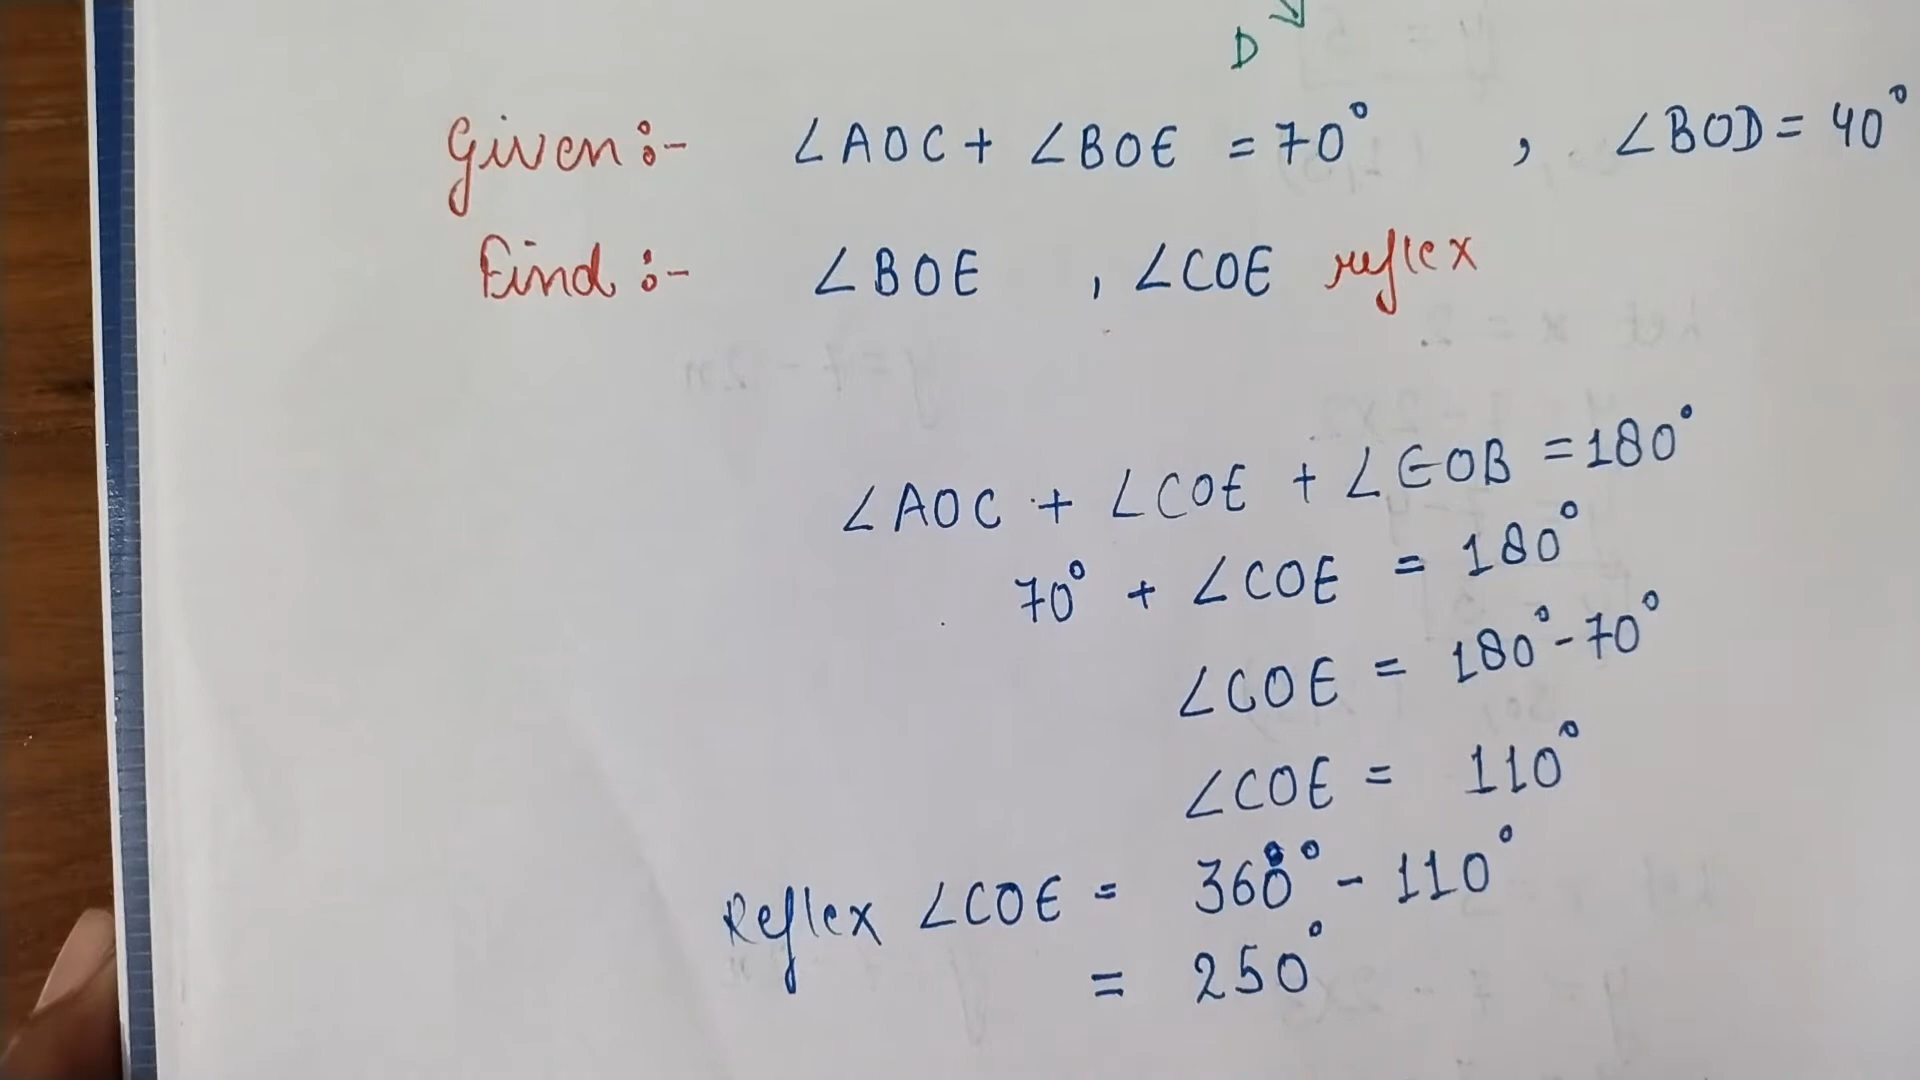 D
Given :- ∠AOC + ∠BOE = 70° , ∠BOD = 40°
Find :- ∠BOE , ∠COE reflex
∠AOC + ∠COE + ∠EOB = 180°
70° + ∠COE = 180°
∠COE = 180° - 70°
∠COE = 110°
Reflex ∠COE = 360° - 110°
= 250°